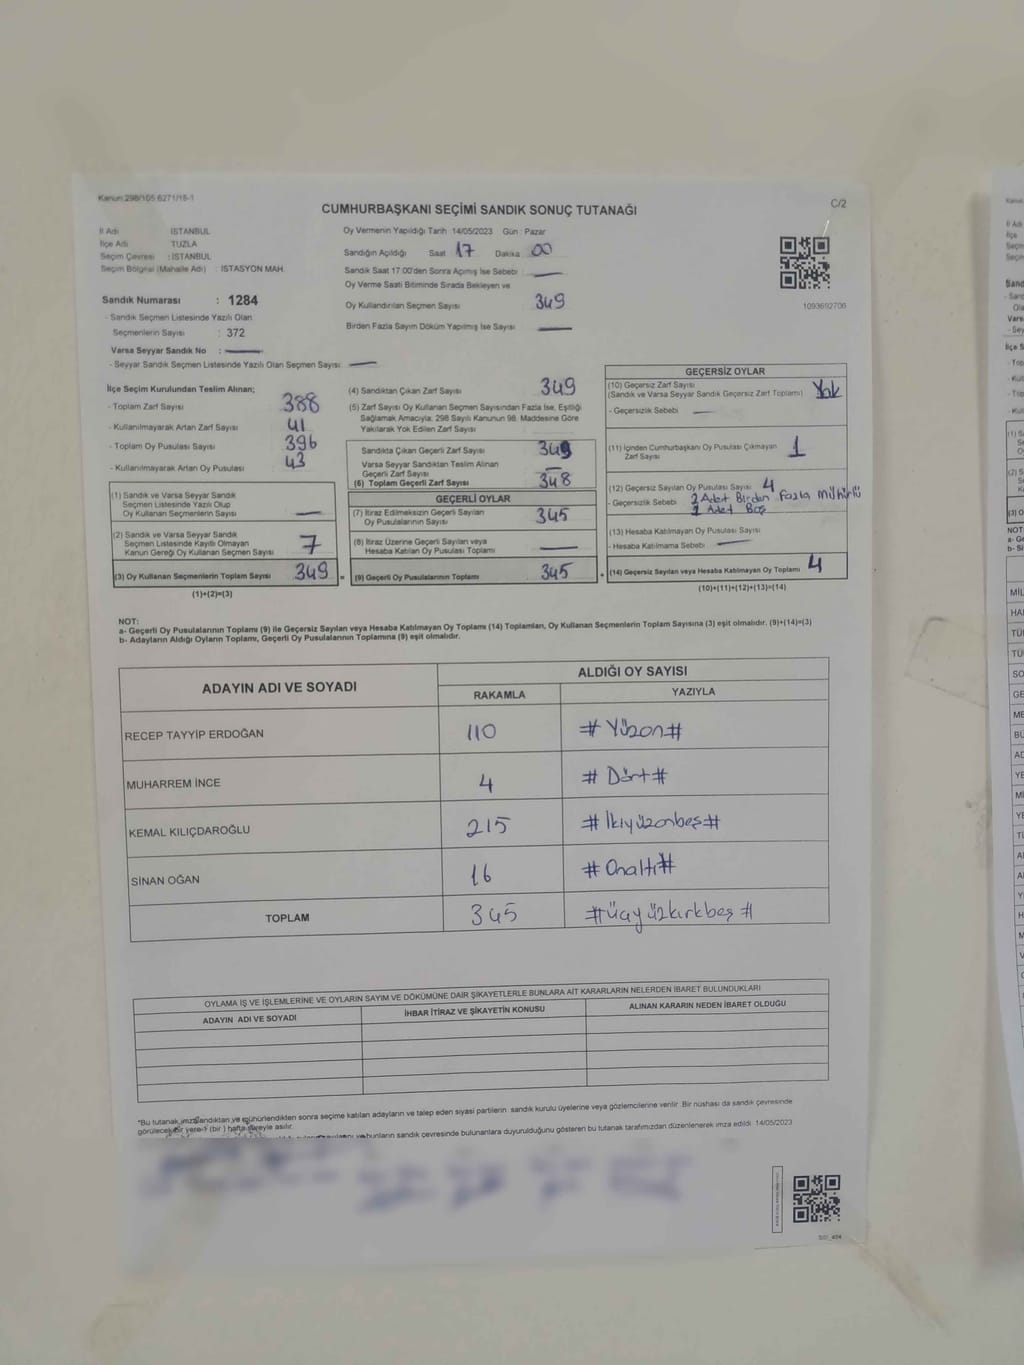 Kanun:298/105 6271/15-1
CUMHURBAŞKANI SEÇİMİ SANDIK SONUÇ TUTANAĞI
C/2
İl Adı İSTANBUL
İlçe Adı TUZLA
Seçim Çevresi : İSTANBUL
Seçim Bölgesi (Mahalle Adı) : İSTASYON MAH.
Oy Vermenin Yapıldığı Tarih 14/05/2023 Gün : Pazar
Sandığın Açıldığı Saat 17 Dakika 00
Sandık Saat 17 00'den Sonra Açılmış İse Sebebi :
Oy Verme Saati Bitiminde Sırada Bekleyen ve
Oy Kullandırılan Seçmen Sayısı 349
Birden Fazla Sayım Döküm Yapılmış İse Sayısı
1093692706
Sandık Numarası : 1284
- Sandık Seçmen Listesinde Yazılı Olan
Seçmenlerin Sayısı : 372
Varsa Seyyar Sandık No :
- Seyyar Sandık Seçmen Listesinde Yazılı Olan Seçmen Sayısı :
İlçe Seçim Kurulundan Teslim Alınan;
- Toplam Zarf Sayısı 388
- Kullanılmayarak Artan Zarf Sayısı 41
- Toplam Oy Pusulası Sayısı 396
- Kullanılmayarak Artan Oy Pusulası 43
(1) Sandık ve Varsa Seyyar Sandık
Seçmen Listesinde Yazılı Olup
Oy Kullanan Seçmenlerin Sayısı
(2) Sandık ve Varsa Seyyar Sandık
Seçmen Listesinde Kayıtlı Olmayan
Kanun Gereği Oy Kullanan Seçmen Sayısı 7
(3) Oy Kullanan Seçmenlerin Toplam Sayısı 349 =
(1)+(2)=(3)
(4) Sandıktan Çıkan Zarf Sayısı 349
(5) Zarf Sayısı Oy Kullanan Seçmen Sayısından Fazla İse, Eşitliği
Sağlamak Amacıyla; 298 Sayılı Kanunun 98. Maddesine Göre
Yakılarak Yok Edilen Zarf Sayısı
Sandıkta Çıkan Geçerli Zarf Sayısı 349
Varsa Seyyar Sandıktan Teslim Alınan
Geçerli Zarf Sayısı
(6) Toplam Geçerli Zarf Sayısı 348
GEÇERLİ OYLAR
(7) İtiraz Edilmeksizin Geçerli Sayılan
Oy Pusulalarının Sayısı 345
(8) İtiraz Üzerine Geçerli Sayılan veya
Hesaba Katılan Oy Pusulası Toplamı
(9) Geçerli Oy Pusulalarının Toplamı 345 +
GEÇERSİZ OYLAR
(10) Geçersiz Zarf Sayısı
(Sandık ve Varsa Seyyar Sandık Geçersiz Zarf Toplamı) Yok
- Geçersizlik Sebebi
(11) İçinden Cumhurbaşkanı Oy Pusulası Çıkmayan
Zarf Sayısı 1
(12) Geçersiz Sayılan Oy Pusulası Sayısı 4
- Geçersizlik Sebebi 2 Adet Birden Fazla Mühürlü
Adet Boş
(13) Hesaba Katılmayan Oy Pusulası Sayısı
- Hesaba Katılmama Sebebi
(14) Geçersiz Sayılan veya Hesaba Katılmayan Oy Toplamı 4
(10)+(11)+(12)+(13)=(14)
NOT:
a- Geçerli Oy Pusulalarının Toplamı (9) ile Geçersiz Sayılan veya Hesaba Katılmayan Oy Toplamı (14) Toplamları, Oy Kullanan Seçmenlerin Toplam Sayısına (3) eşit olmalıdır. (9)+(14)=(3)
b- Adayların Aldığı Oyların Toplamı, Geçerli Oy Pusulalarının Toplamına (9) eşit olmalıdır.
ADAYIN ADI VE SOYADI
ALDIĞI OY SAYISI
RAKAMLA YAZIYLA
RECEP TAYYİP ERDOĞAN 110 # Yüzon #
MUHARREM İNCE 4 # Dört #
KEMAL KILIÇDAROĞLU 215 # İkiyüzonbeş #
SİNAN OĞAN 16 # Onaltı #
TOPLAM 345 # Üçyüzkırkbeş #
OYLAMA İŞ VE İŞLEMLERİNE VE OYLARIN SAYIM VE DÖKÜMÜNE DAİR ŞİKAYETLERLE BUNLARA AİT KARARLARIN NELERDEN İBARET BULUNDUKLARI
ADAYIN ADI VE SOYADI İHBAR İTİRAZ VE ŞİKAYETİN KONUSU ALINAN KARARIN NEDEN İBARET OLDUĞU
"Bu tutanak,imzalandıktan ve mühürlendikten sonra seçime katılan adayların ve talep eden siyasi partilerin sandık kurulu üyelerine veya gözlemcilerine verilir. Bir nüshası da sandık çevresinde
görülecek bir yere 1 (bir) hafta süreyle asılır.
bunların sandık çevresinde bulunanlara duyurulduğunu gösteren bu tutanak tarafımızdan düzenlenerek imza edildi 14/05/2023